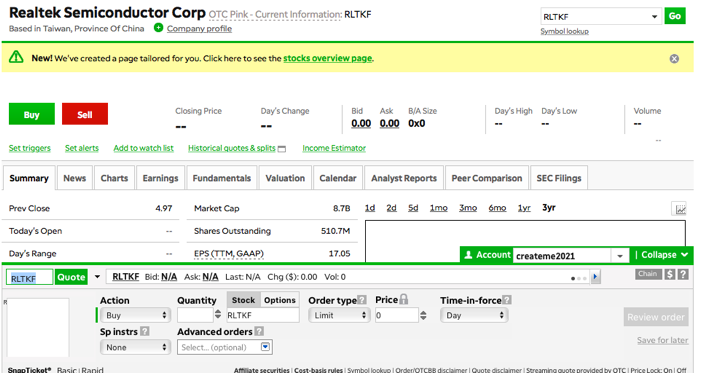 Realtek Semiconductor Corp OTC Pink - Current Information: RLTKF
RLTKF Go
Based in Taiwan, Province Of China Company profile
Symbol lookup
New! We've created a page tailored for you. Click here to see the stocks overview page.
Buy Sell
Closing Price Day's Change Bid Ask B/A Size Day's High Day's Low Volume
-- -- 0.00 0.00 0x0 -- -- --
--
Set triggers Set alerts Add to watch list Historical quotes & splits Income Estimator
Summary News Charts Earnings Fundamentals Valuation Calendar Analyst Reports Peer Comparison SEC Filings
Prev Close 4.97 Market Cap 8.7B 1d 2d 5d 1mo 3mo 6mo 1yr 3yr
Today's Open -- Shares Outstanding 510.7M
Day's Range -- EPS (TTM, GAAP) 17.05
Account createme2021 | Collapse
RLTKF Quote RLTKF Bid: N/A Ask: N/A Last: N/A Chg ($): 0.00 Vol: 0 Chain $ ?
Action Quantity Stock Options Order type ? Price Time-in-force ?
Buy RLTKF Limit 0 Day Review order
Sp instrs ? Advanced orders ?
None Select... (optional) Save for later
SnapTicket® Basic | Rapid Affiliate securities | Cost-basis rules | Symbol lookup | Order/OTCBB disclaimer | Quote disclaimer | Streaming quote provided by OTC | Price Lock: On | Off